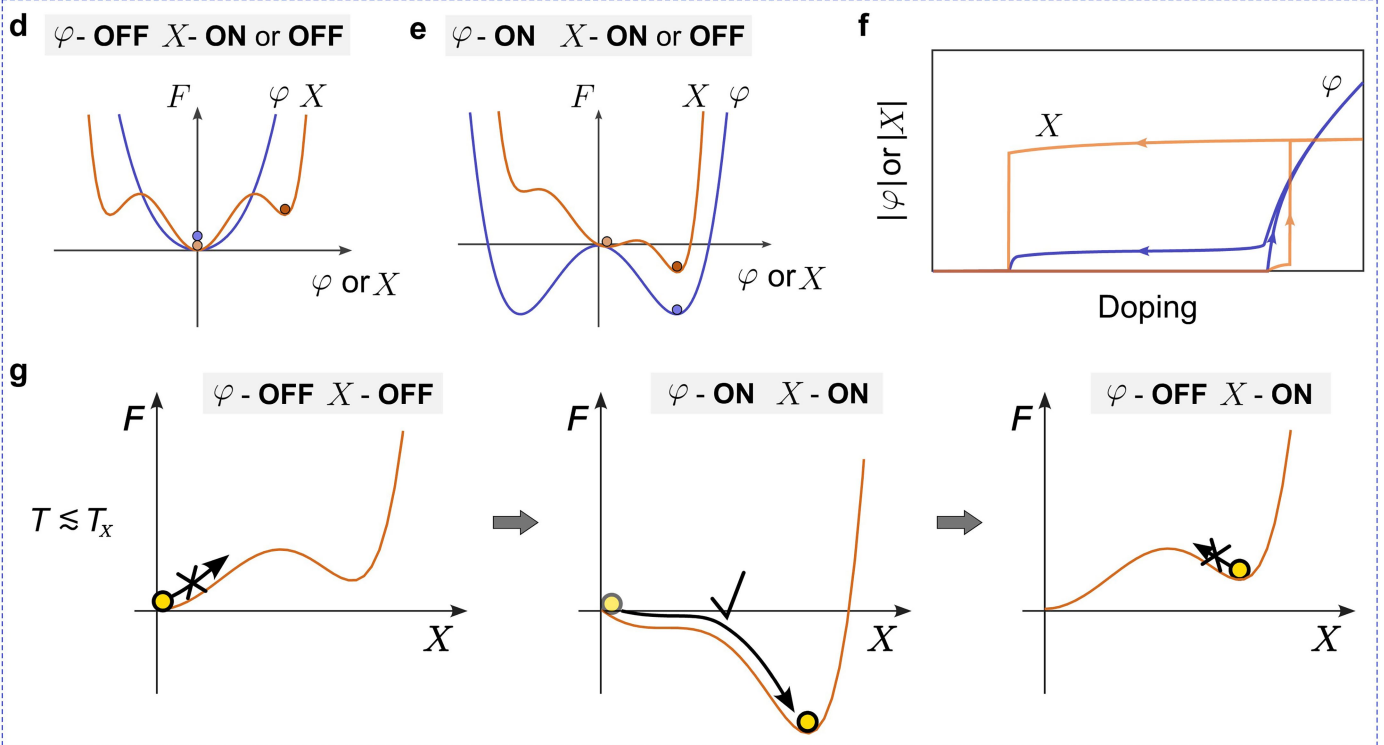 d
φ - OFF X - ON or OFF
F
φ X
φ or X
e
φ - ON X - ON or OFF
F
X φ
φ or X
f
|φ| or |X|
X
φ
Doping
g
T ≲ T_X
φ - OFF X - OFF
F
X
φ - ON X - ON
F
X
φ - OFF X - ON
F
X